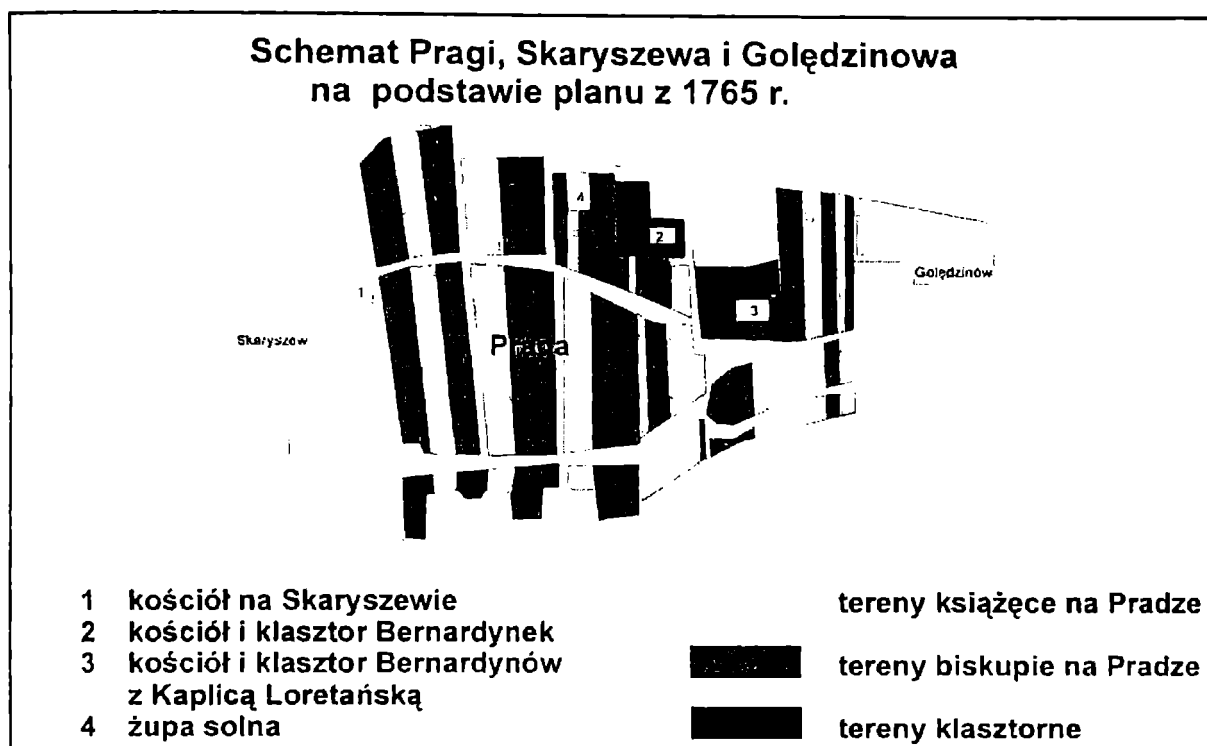 Schemat Pragi, Skaryszewa i Golędzinowa
na podstawie planu z 1765 r.
4
2
Golędzinów
1
3
Skaryszew
Praga
1 kościół na Skaryszewie
2 kościół i klasztor Bernardynek
3 kościół i klasztor Bernardynów
z Kaplicą Loretańską
4 żupa solna
tereny książęce na Pradze
tereny biskupie na Pradze
tereny klasztorne